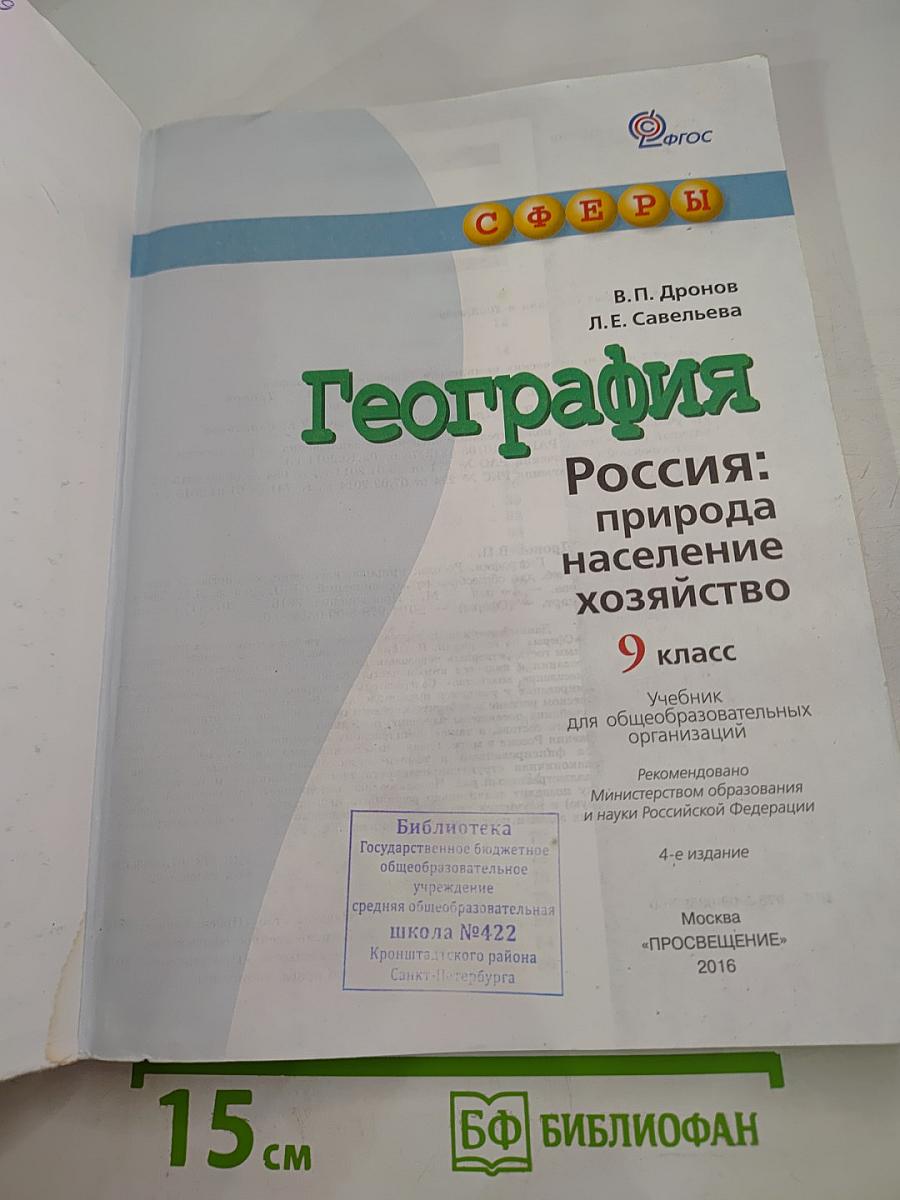 ФГОС
СФЕРЫ
В.П. Дронов
Л.Е. Савельева
География
Россия:
природа
население
хозяйство
9 класс
Учебник
для общеобразовательных
организаций
Рекомендовано
Министерством образования
и науки Российской Федерации
4-е издание
Москва
«ПРОСВЕЩЕНИЕ»
2016
Библиотека
Государственное бюджетное
общеобразовательное
учреждение
средняя общеобразовательная
школа №422
Кронштадтского района
Санкт-Петербурга
15 см
БФ БИБЛИОФАН